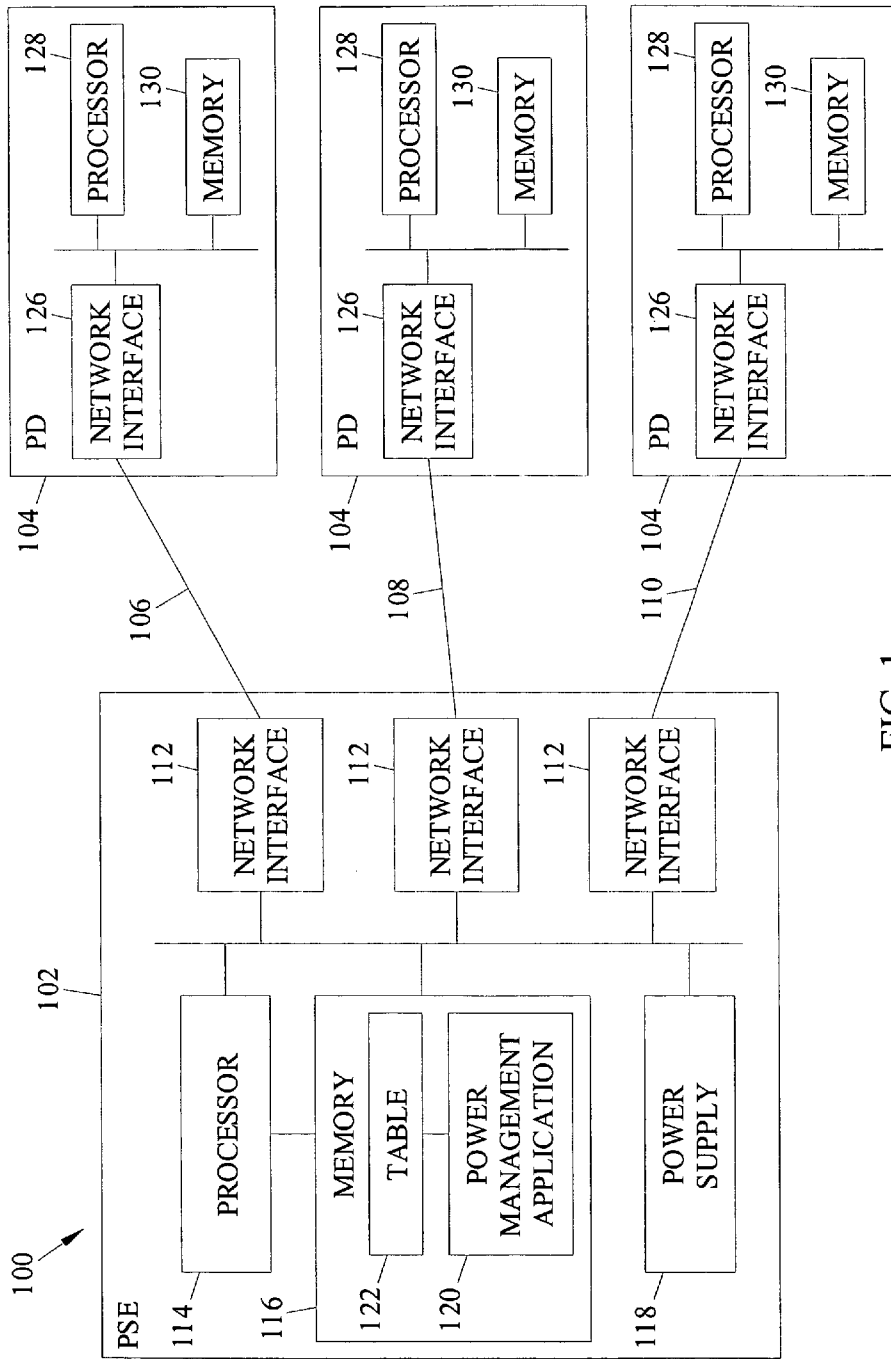 100
102
PSE
114
PROCESSOR
116
MEMORY
122
TABLE
120
POWER
MANAGEMENT
APPLICATION
118
POWER
SUPPLY
112
NETWORK
INTERFACE
112
NETWORK
INTERFACE
112
NETWORK
INTERFACE
106
108
110
104
PD
126
NETWORK
INTERFACE
128
PROCESSOR
130
MEMORY
104
PD
126
NETWORK
INTERFACE
128
PROCESSOR
130
MEMORY
104
PD
126
NETWORK
INTERFACE
128
PROCESSOR
130
MEMORY
FIG. 1